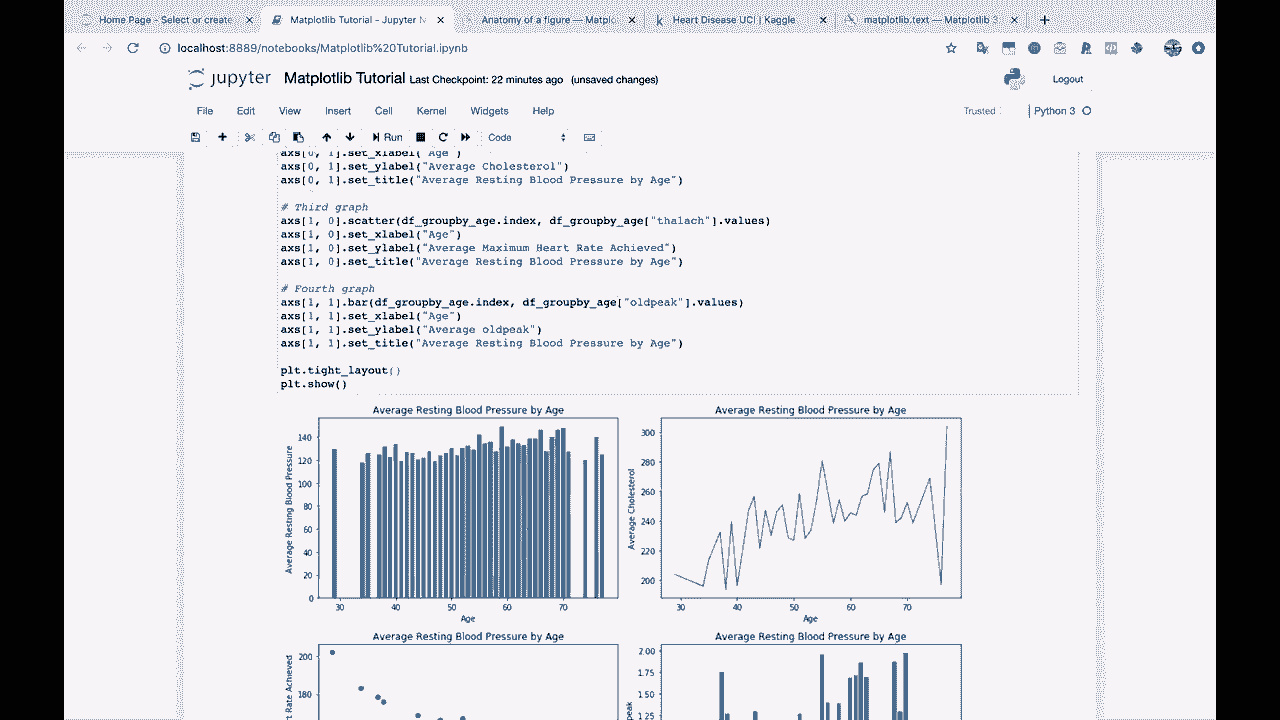 Home Page - Select or create
Matplotlib Tutorial - Jupyter N
Anatomy of a figure — Matplo
Heart Disease UCI | Kaggle
matplotlib.text — Matplotlib 3
localhost:8889/notebooks/Matplotlib%20Tutorial.ipynb
jupyter Matplotlib Tutorial Last Checkpoint: 22 minutes ago (unsaved changes)
Logout
File Edit View Insert Cell Kernel Widgets Help
Trusted Python 3
Run Code
axs[0, 1].set_xlabel("Age")
axs[0, 1].set_ylabel("Average Cholesterol")
axs[0, 1].set_title("Average Resting Blood Pressure by Age")
# Third graph
axs[1, 0].scatter(df_groupby_age.index, df_groupby_age["thalach"].values)
axs[1, 0].set_xlabel("Age")
axs[1, 0].set_ylabel("Average Maximum Heart Rate Achieved")
axs[1, 0].set_title("Average Resting Blood Pressure by Age")
# Fourth graph
axs[1, 1].bar(df_groupby_age.index, df_groupby_age["oldpeak"].values)
axs[1, 1].set_xlabel("Age")
axs[1, 1].set_ylabel("Average oldpeak")
axs[1, 1].set_title("Average Resting Blood Pressure by Age")
plt.tight_layout()
plt.show()
Average Resting Blood Pressure by Age
Average Resting Blood Pressure
140
120
100
80
60
40
20
0
30 40 50 60 70
Age
Average Resting Blood Pressure by Age
Average Cholesterol
300
280
260
240
220
200
30 40 50 60 70
Age
Average Resting Blood Pressure by Age
rt Rate Achieved
200
180
Average Resting Blood Pressure by Age
peak
2.00
1.75
1.50
1.25